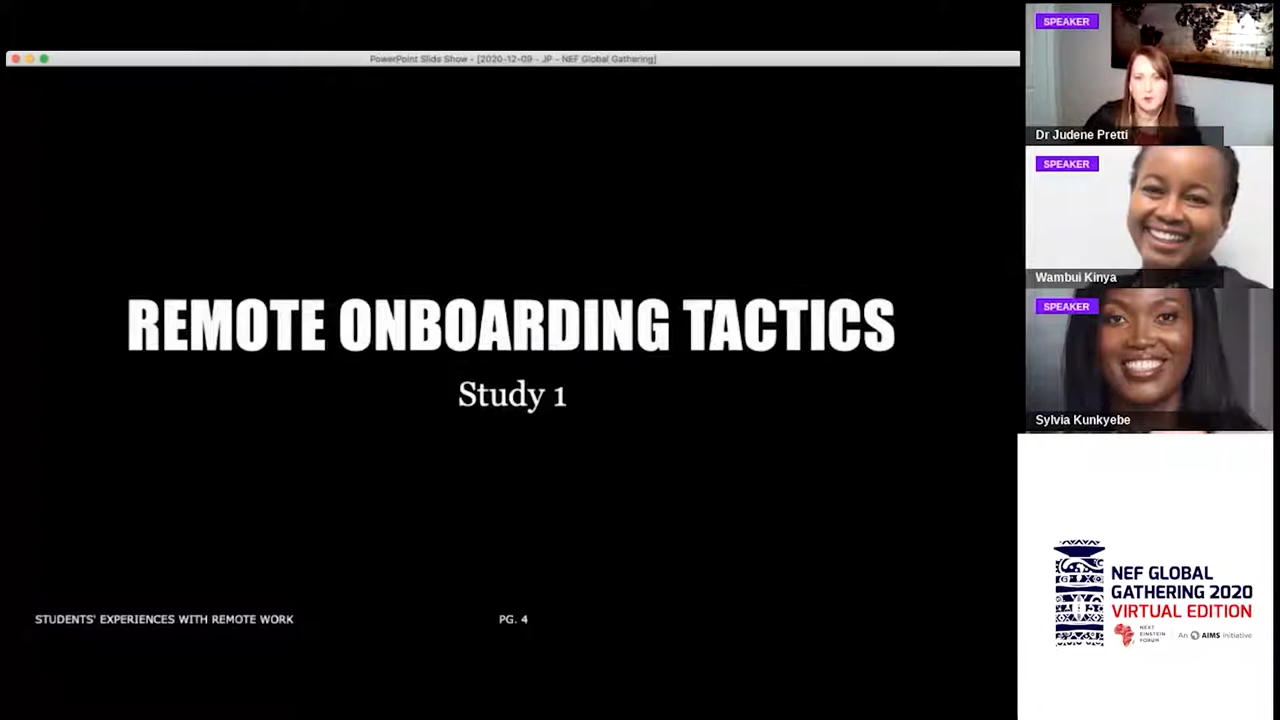 PowerPoint Slids Show - [2020-12-09 - JP - NEF Global Gathering]
REMOTE ONBOARDING TACTICS
Study 1
STUDENTS' EXPERIENCES WITH REMOTE WORK
PG. 4
SPEAKER
Dr Judene Pretti
SPEAKER
Wambui Kinya
SPEAKER
Sylvia Kunkyebe
NEF GLOBAL
GATHERING 2020
VIRTUAL EDITION
NEXT
EINSTEIN
FORUM
An AIMS initiative